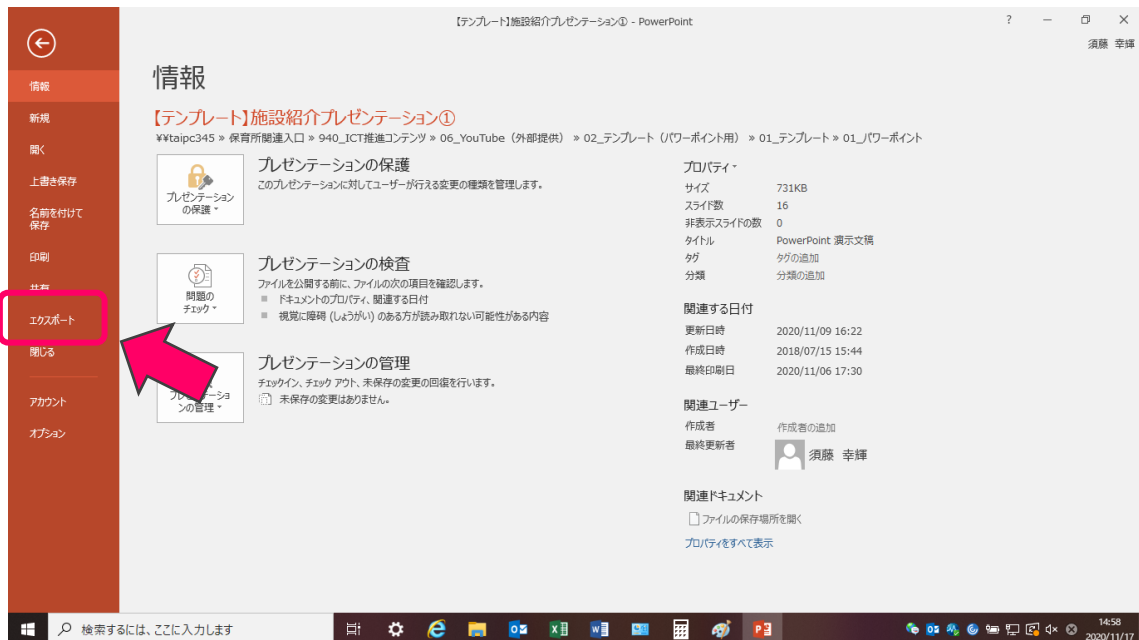 【テンプレート】施設紹介プレゼンテーション① - PowerPoint
?
須藤 幸輝
情報
新規
開く
上書き保存
名前を付けて
保存
印刷
共有
エクスポート
閉じる
アカウント
オプション
情報
【テンプレート】施設紹介プレゼンテーション①
¥¥taipc345 » 保育所関連入口 » 940_ICT推進コンテンツ » 06_YouTube（外部提供） » 02_テンプレート（パワーポイント用） » 01_テンプレート » 01_パワーポイント
プレゼンテーション
の保護
プレゼンテーションの保護
このプレゼンテーションに対してユーザーが行える変更の種類を管理します。
問題の
チェック
プレゼンテーションの検査
ファイルを公開する前に、ファイルの次の項目を確認します。
ドキュメントのプロパティ、関連する日付
視覚に障碍 (しょうがい) のある方が読み取れない可能性がある内容
プレゼンテーショ
ンの管理
プレゼンテーションの管理
チェックイン、チェック アウト、未保存の変更の回復を行います。
未保存の変更はありません。
プロパティ
サイズ 731KB
スライド数 16
非表示スライドの数 0
タイトル PowerPoint 演示文稿
タグ タグの追加
分類 分類の追加
関連する日付
更新日時 2020/11/09 16:22
作成日時 2018/07/15 15:44
最終印刷日 2020/11/06 17:30
関連ユーザー
作成者 作成者の追加
最終更新者 須藤 幸輝
関連ドキュメント
ファイルの保存場所を開く
プロパティをすべて表示
検索するには、ここに入力します
14:58
2020/11/17